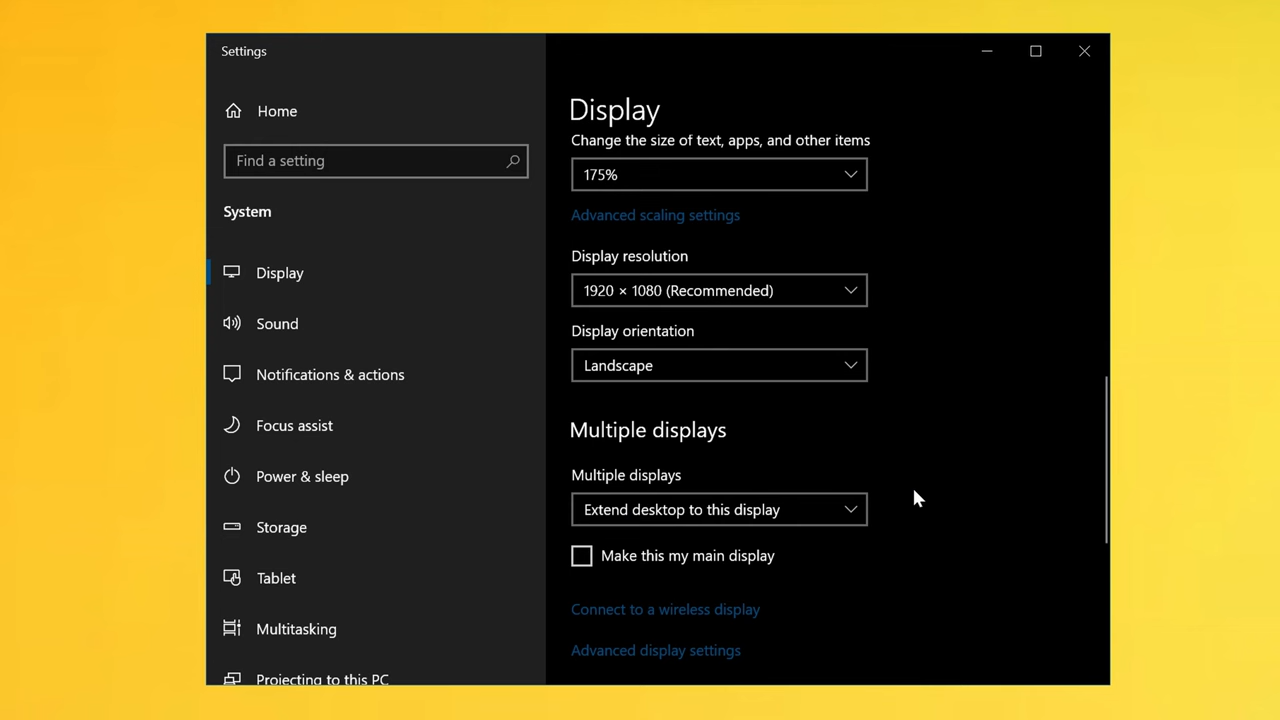 Settings
Home
Find a setting
System
Display
Sound
Notifications & actions
Focus assist
Power & sleep
Storage
Tablet
Multitasking
Projecting to this PC
Display
Change the size of text, apps, and other items
175%
Advanced scaling settings
Display resolution
1920 × 1080 (Recommended)
Display orientation
Landscape
Multiple displays
Multiple displays
Extend desktop to this display
Make this my main display
Connect to a wireless display
Advanced display settings